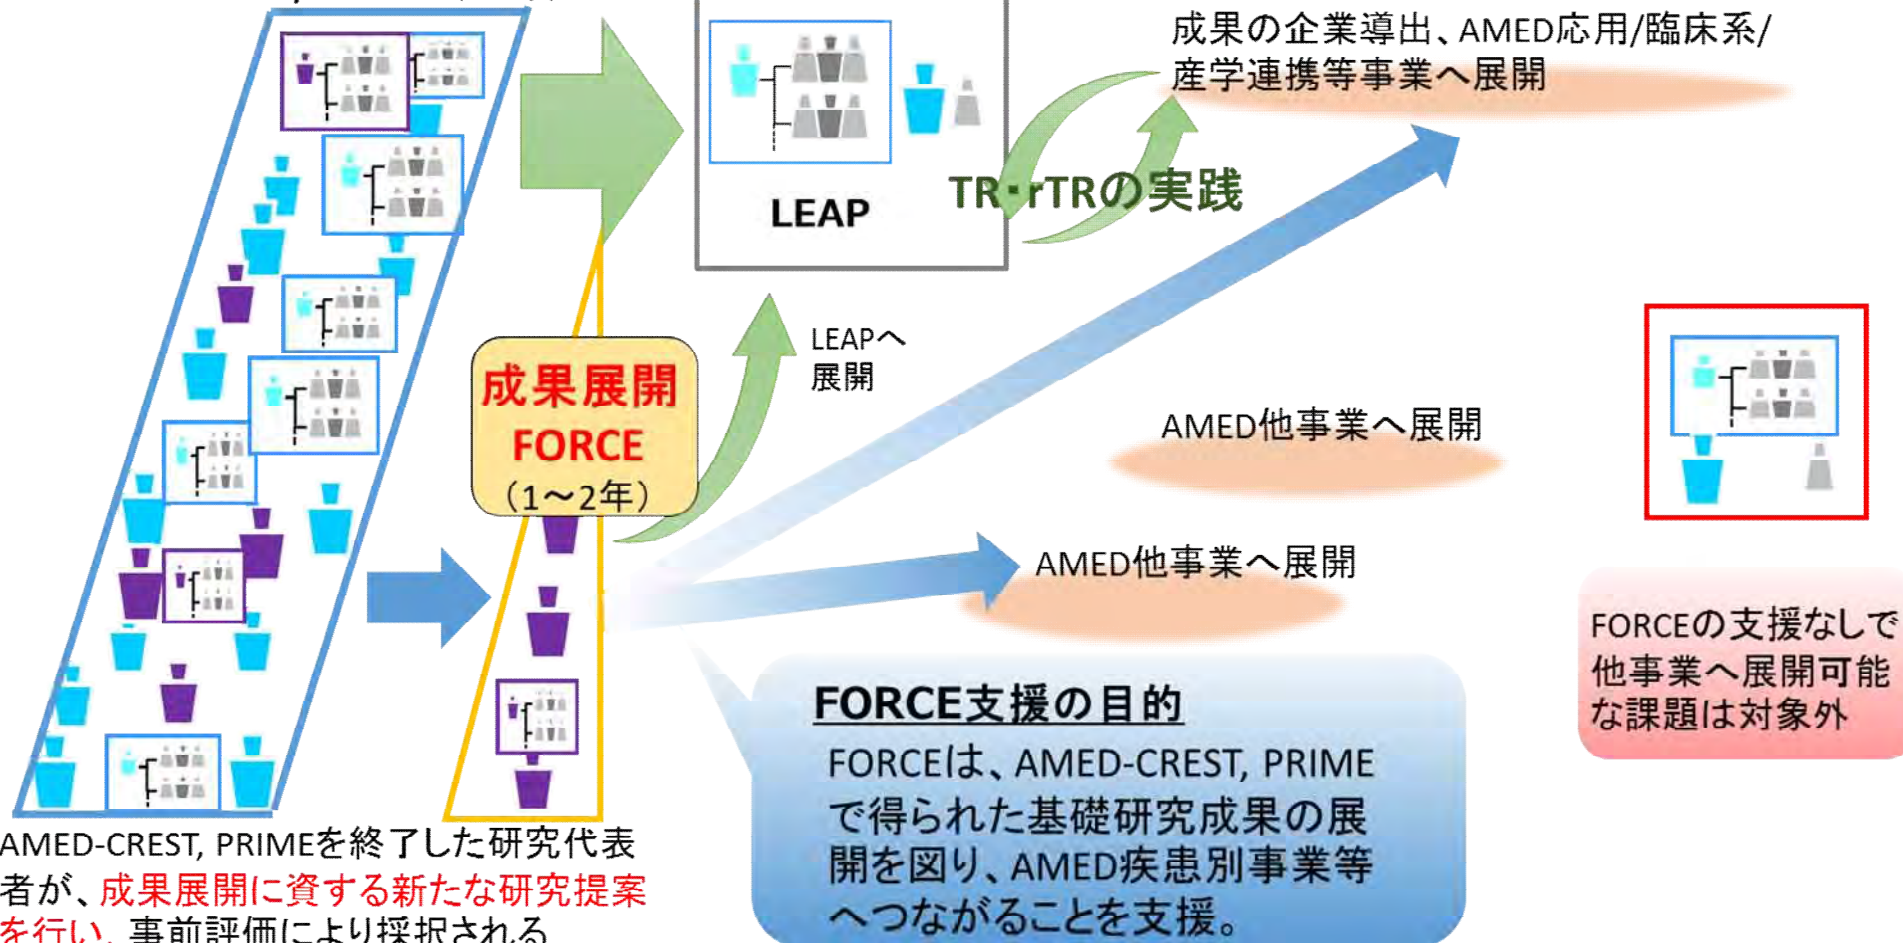 成果の企業導出、AMED応用/臨床系/
産学連携等事業へ展開
LEAP
TR・rTRの実践
LEAPへ
展開
成果展開
FORCE
（1～2年）
AMED他事業へ展開
AMED他事業へ展開
FORCEの支援なしで
他事業へ展開可能
な課題は対象外
FORCE支援の目的
FORCEは、AMED-CREST, PRIME
で得られた基礎研究成果の展
開を図り、AMED疾患別事業等
へつながることを支援。
AMED-CREST, PRIMEを終了した研究代表
者が、成果展開に資する新たな研究提案
を行い、事前評価により採択される